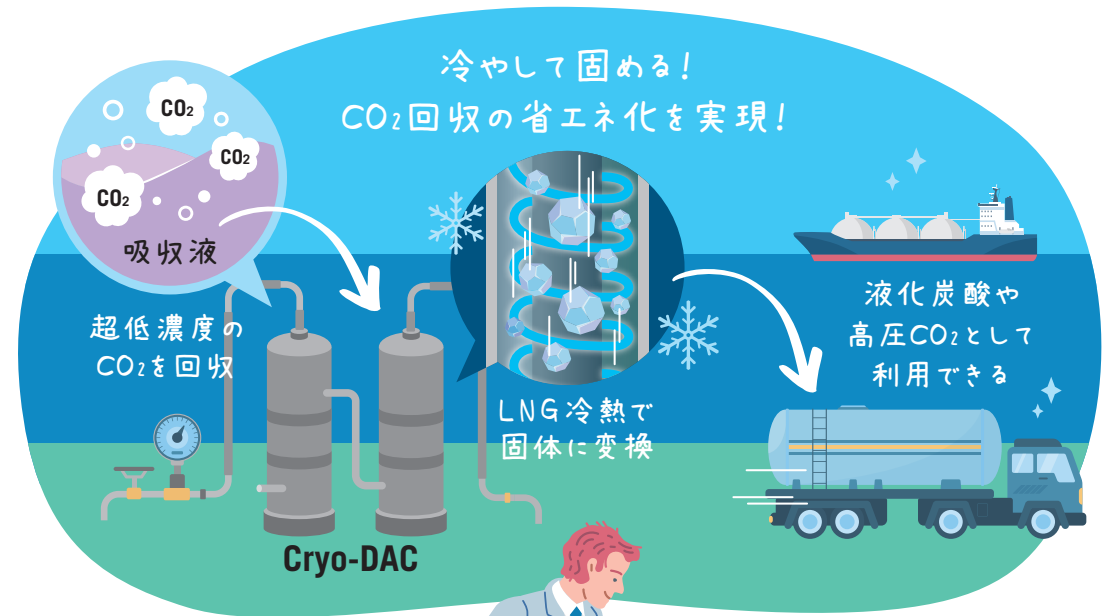 冷やして固める!
CO₂回収の省エネ化を実現!
CO₂
CO₂
CO₂
吸収液
超低濃度の
CO₂を回収
LNG冷熱で
固体に変換
液化炭酸や
高圧CO₂として
利用できる
Cryo-DAC